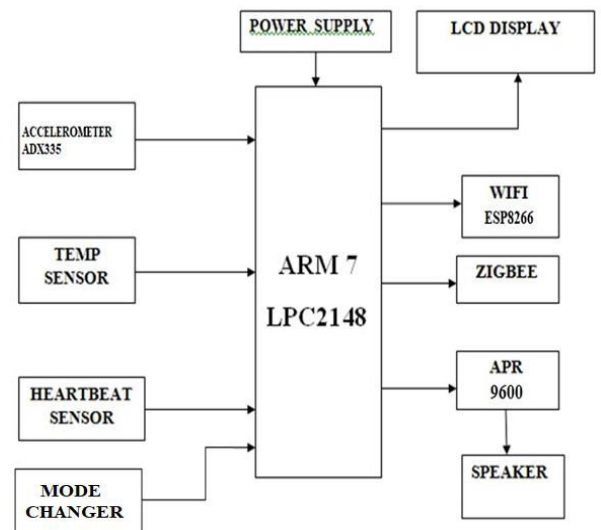 POWER SUPPLY
LCD DISPLAY
ACCELEROMETER
ADX335
WIFI
ESP8266
TEMP
SENSOR
ARM 7
LPC2148
ZIGBEE
APR
9600
HEARTBEAT
SENSOR
SPEAKER
MODE
CHANGER